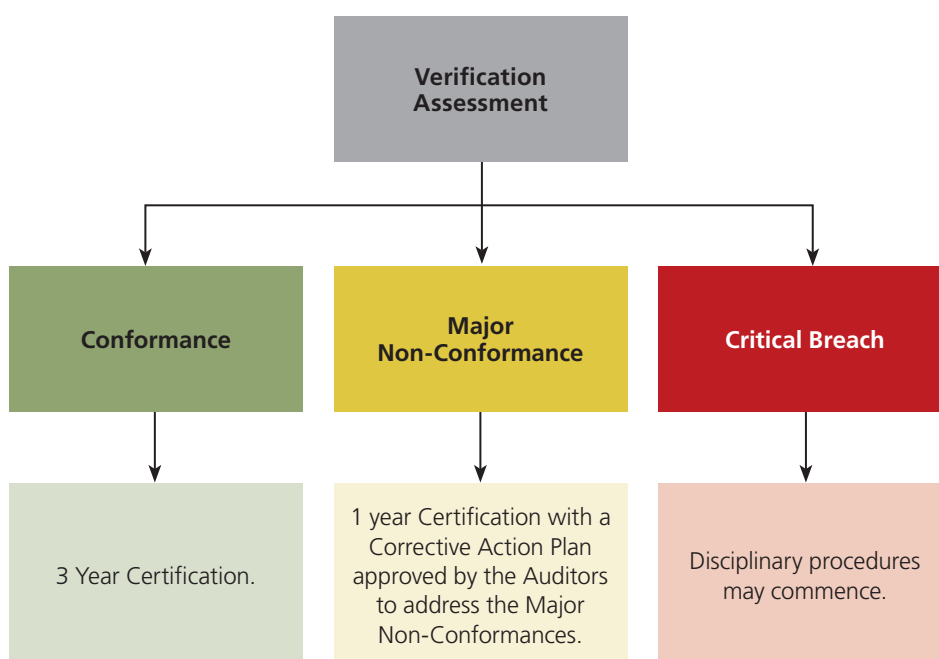 Verification
Assessment
Conformance
Major
Non-Conformance
Critical Breach
3 Year Certification.
1 year Certification with a
Corrective Action Plan
approved by the Auditors
to address the Major
Non-Conformances.
Disciplinary procedures
may commence.